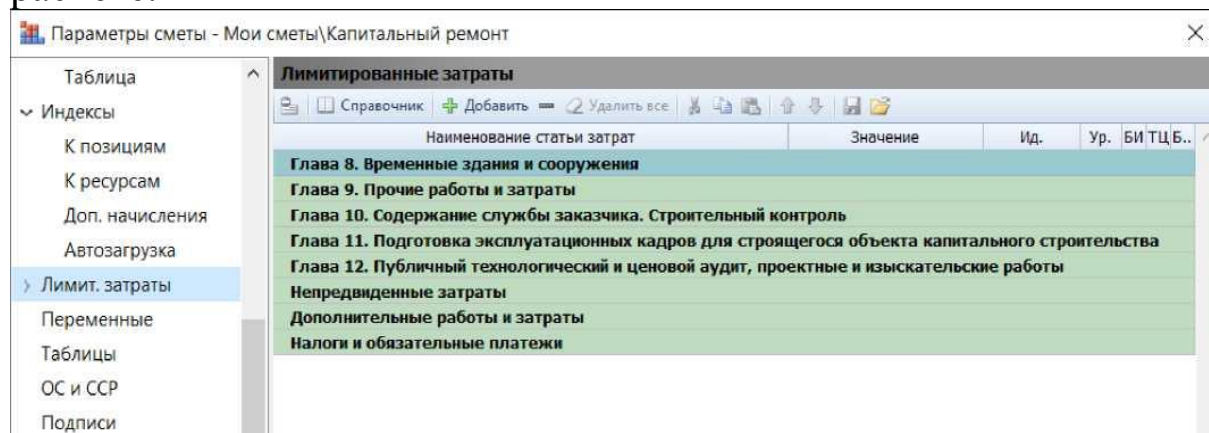 Параметры сметы - Мои сметы\Капитальный ремонт
Таблица
Индексы
К позициям
К ресурсам
Доп. начисления
Автозагрузка
Лимит. затраты
Переменные
Таблицы
ОС и ССР
Подписи
Лимитированные затраты
Справочник Добавить Удалить все
Наименование статьи затрат Значение Ид. Ур. БИ ТЦ Б..
Глава 8. Временные здания и сооружения
Глава 9. Прочие работы и затраты
Глава 10. Содержание службы заказчика. Строительный контроль
Глава 11. Подготовка эксплуатационных кадров для строящегося объекта капитального строительства
Глава 12. Публичный технологический и ценовой аудит, проектные и изыскательские работы
Непредвиденные затраты
Дополнительные работы и затраты
Налоги и обязательные платежи